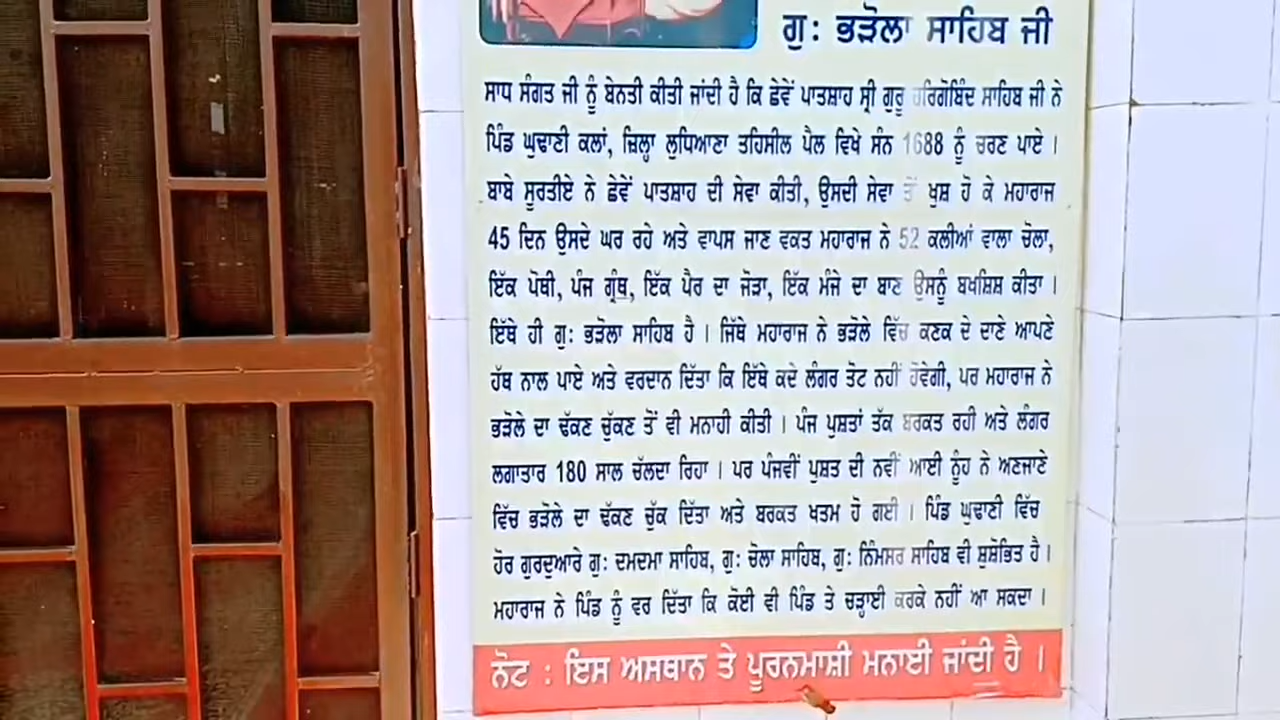 ਗੁ: ਭੜੋਲਾ ਸਾਹਿਬ ਜੀ
ਸਾਧ ਸੰਗਤ ਜੀ ਨੂੰ ਬੇਨਤੀ ਕੀਤੀ ਜਾਂਦੀ ਹੈ ਕਿ ਛੇਵੇਂ ਪਾਤਸ਼ਾਹ ਸ੍ਰੀ ਗੁਰੂ ਹਰਿਗੋਬਿੰਦ ਸਾਹਿਬ ਜੀ ਨੇ
ਪਿੰਡ ਘੁਢਾਣੀ ਕਲਾਂ, ਜ਼ਿਲ੍ਹਾ ਲੁਧਿਆਣਾ ਤਹਿਸੀਲ ਪੈਲ ਵਿਖੇ ਸੰਨ 1688 ਨੂੰ ਚਰਣ ਪਾਏ ।
ਬਾਬੇ ਸੂਰਤੀਏ ਨੇ ਛੇਵੇਂ ਪਾਤਸ਼ਾਹ ਦੀ ਸੇਵਾ ਕੀਤੀ, ਉਸਦੀ ਸੇਵਾ ਤੋਂ ਖੁਸ਼ ਹੋ ਕੇ ਮਹਾਰਾਜ
45 ਦਿਨ ਉਸਦੇ ਘਰ ਰਹੇ ਅਤੇ ਵਾਪਸ ਜਾਣ ਵਕਤ ਮਹਾਰਾਜ ਨੇ 52 ਕਲੀਆਂ ਵਾਲਾ ਚੋਲਾ,
ਇੱਕ ਪੋਥੀ, ਪੰਜ ਗ੍ਰੰਥ, ਇੱਕ ਪੈਰ ਦਾ ਜੋੜਾ, ਇੱਕ ਮੰਜੇ ਦਾ ਬਾਣ ਉਸਨੂੰ ਬਖਸ਼ਿਸ਼ ਕੀਤਾ ।
ਇੱਥੇ ਹੀ ਗੁ: ਭੜੋਲਾ ਸਾਹਿਬ ਹੈ । ਜਿੱਥੇ ਮਹਾਰਾਜ ਨੇ ਭੜੋਲੇ ਵਿੱਚ ਕਣਕ ਦੇ ਦਾਣੇ ਆਪਣੇ
ਹੱਥ ਨਾਲ ਪਾਏ ਅਤੇ ਵਰਦਾਨ ਦਿੱਤਾ ਕਿ ਇੱਥੇ ਕਦੇ ਲੰਗਰ ਤੋਟ ਨਹੀਂ ਹੋਵੇਗੀ, ਪਰ ਮਹਾਰਾਜ ਨੇ
ਭੜੋਲੇ ਦਾ ਢੱਕਣ ਚੁੱਕਣ ਤੋਂ ਵੀ ਮਨਾਹੀ ਕੀਤੀ । ਪੰਜ ਪੁਸ਼ਤਾਂ ਤੱਕ ਬਰਕਤ ਰਹੀ ਅਤੇ ਲੰਗਰ
ਲਗਾਤਾਰ 180 ਸਾਲ ਚੱਲਦਾ ਰਿਹਾ । ਪਰ ਪੰਜਵੀਂ ਪੁਸ਼ਤ ਦੀ ਨਵੀਂ ਆਈ ਨੂੰਹ ਨੇ ਅਣਜਾਣੇ
ਵਿੱਚ ਭੜੋਲੇ ਦਾ ਢੱਕਣ ਚੁੱਕ ਦਿੱਤਾ ਅਤੇ ਬਰਕਤ ਖਤਮ ਹੋ ਗਈ । ਪਿੰਡ ਘੁਢਾਣੀ ਵਿੱਚ
ਹੋਰ ਗੁਰਦੁਆਰੇ ਗੁ: ਦਮਦਮਾ ਸਾਹਿਬ, ਗੁ: ਚੋਲਾ ਸਾਹਿਬ, ਗੁ: ਨਿੰਮਸਰ ਸਾਹਿਬ ਵੀ ਸੁਸ਼ੋਭਿਤ ਹੈ ।
ਮਹਾਰਾਜ ਨੇ ਪਿੰਡ ਨੂੰ ਵਰ ਦਿੱਤਾ ਕਿ ਕੋਈ ਵੀ ਪਿੰਡ ਤੇ ਚੜ੍ਹਾਈ ਕਰਕੇ ਨਹੀਂ ਆ ਸਕਦਾ ।
ਨੋਟ : ਇਸ ਅਸਥਾਨ ਤੇ ਪੂਰਨਮਾਸ਼ੀ ਮਨਾਈ ਜਾਂਦੀ ਹੈ ।